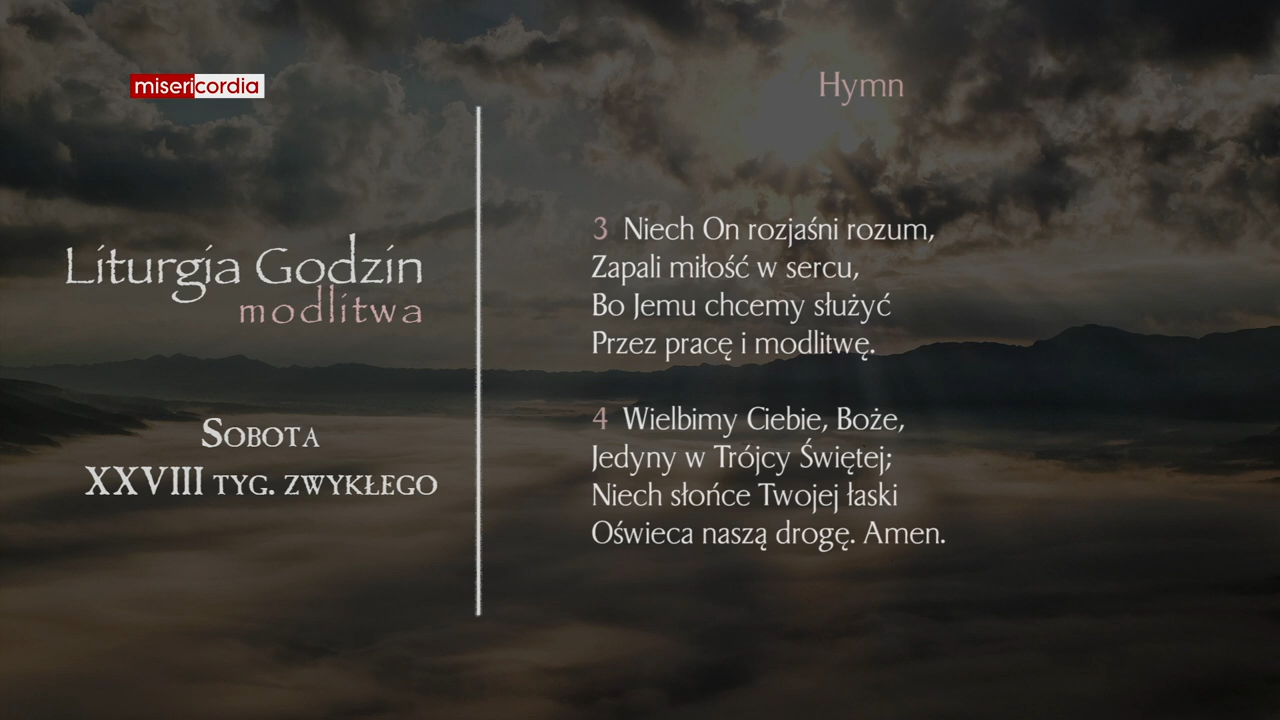 misericordia
Liturgia Godzin
modlitwa
Sobota
XXVIII tyg. zwykłego
Hymn
3 Niech On rozjaśni rozum,
Zapali miłość w sercu,
Bo Jemu chcemy służyć
Przez pracę i modlitwę.
4 Wielbimy Ciebie, Boże,
Jedyny w Trójcy Świętej;
Niech słońce Twojej łaski
Oświeca naszą drogę. Amen.